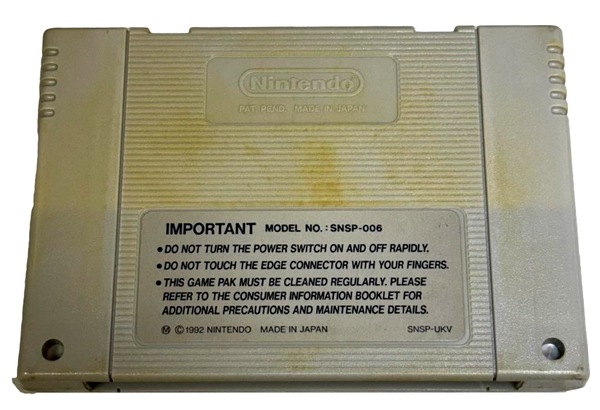 Nintendo
PAT. PEND. MADE IN JAPAN
IMPORTANT MODEL NO. : SNSP-006
• DO NOT TURN THE POWER SWITCH ON AND OFF RAPIDLY.
• DO NOT TOUCH THE EDGE CONNECTOR WITH YOUR FINGERS.
• THIS GAME PAK MUST BE CLEANED REGULARLY. PLEASE
REFER TO THE CONSUMER INFORMATION BOOKLET FOR
ADDITIONAL PRECAUTIONS AND MAINTENANCE DETAILS.
Ⓜ ©1992 NINTENDO MADE IN JAPAN SNSP-UKV